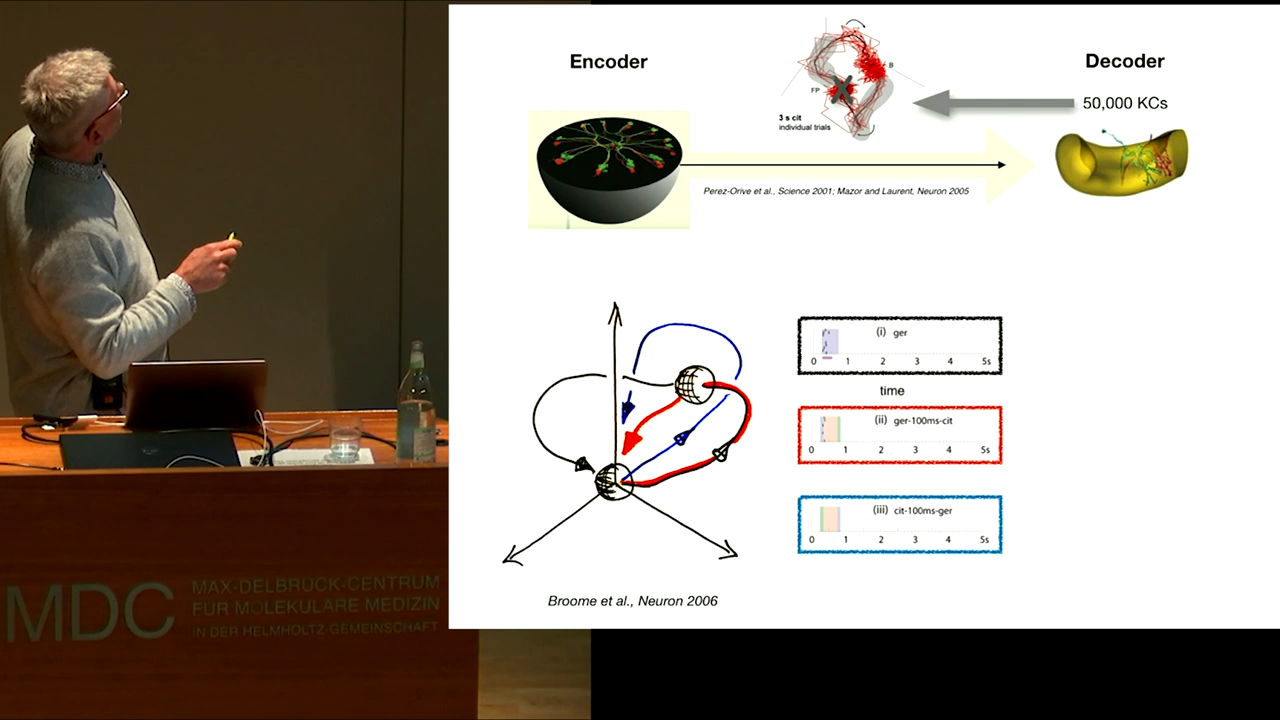 Encoder
Decoder
B
FP
50,000 KCs
3 s cit
individual trials
Perez-Orive et al., Science 2001; Mazor and Laurent, Neuron 2005
(i) ger
0 1 2 3 4 5s
time
(ii) ger-100ms-cit
0 1 2 3 4 5s
(iii) cit-100ms-ger
0 1 2 3 4 5s
Broome et al., Neuron 2006
MDC
MAX-DELBRÜCK-CENTRUM
FÜR MOLEKULARE MEDIZIN
IN DER HELMHOLTZ-GEMEINSCHAFT